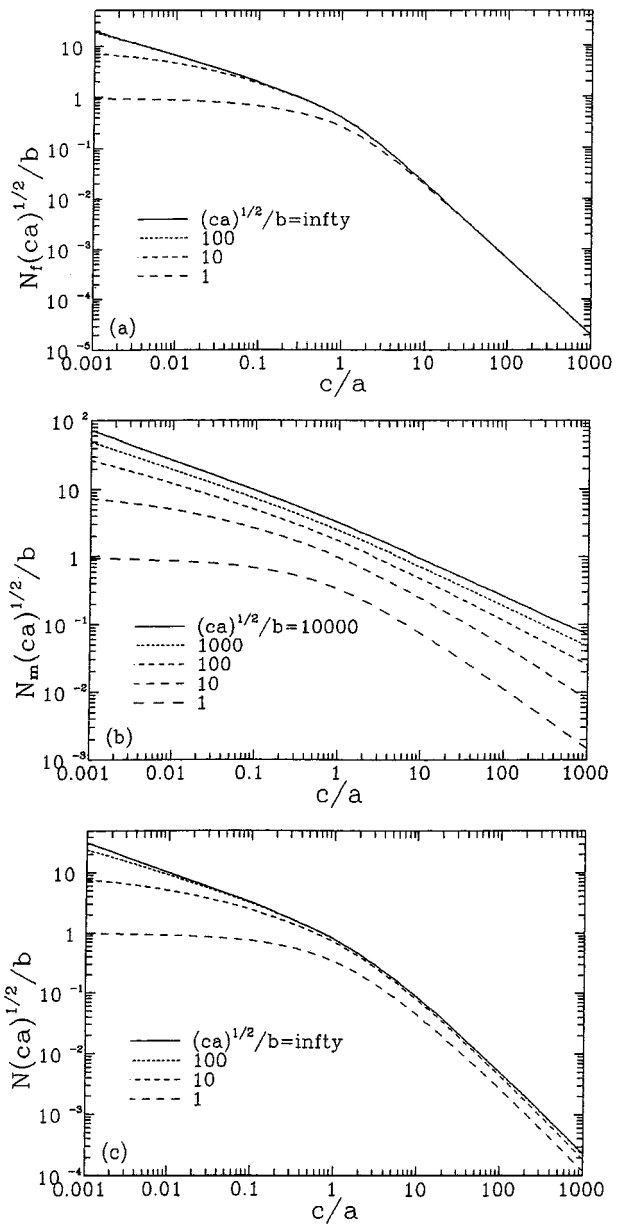 10
1
10⁻¹
10⁻²
10⁻³
10⁻⁴
10⁻⁵
N_f(ca)^{1/2}/b
(ca)^{1/2}/b=infty
100
10
1
(a)
0.001 0.01 0.1 1 10 100 1000
c/a
10²
10
1
10⁻¹
10⁻²
10⁻³
N_m(ca)^{1/2}/b
(ca)^{1/2}/b=10000
1000
100
10
1
(b)
0.001 0.01 0.1 1 10 100 1000
c/a
10
1
10⁻¹
10⁻²
10⁻³
10⁻⁴
N(ca)^{1/2}/b
(ca)^{1/2}/b=infty
100
10
1
(c)
0.001 0.01 0.1 1 10 100 1000
c/a